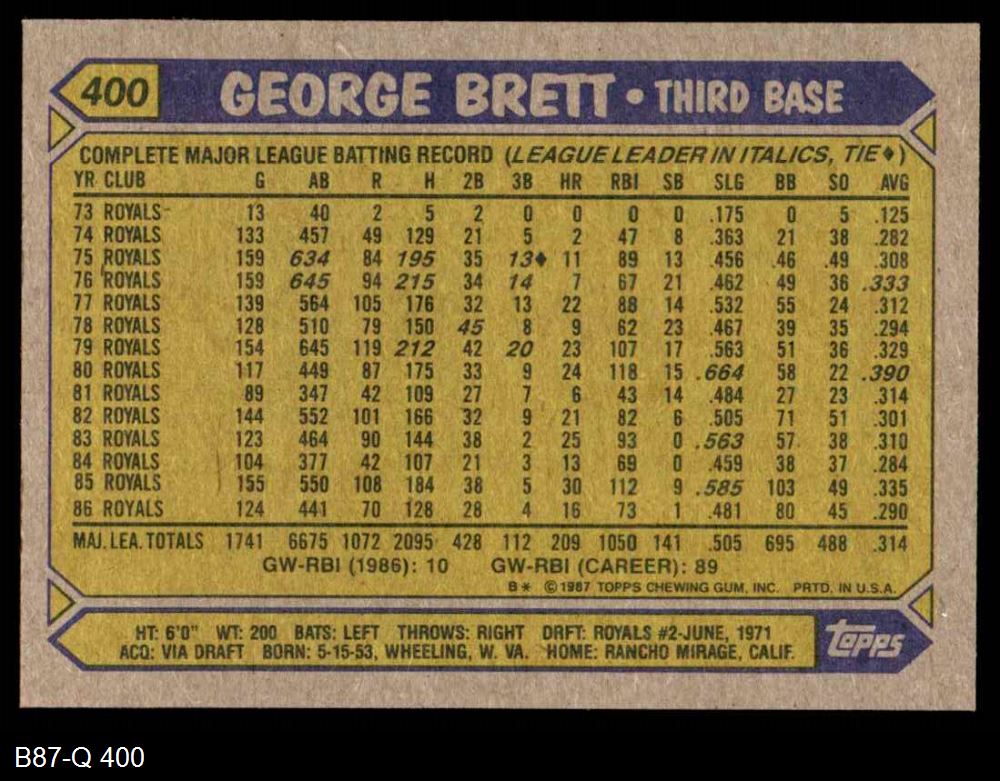 400 GEORGE BRETT • THIRD BASE
COMPLETE MAJOR LEAGUE BATTING RECORD (LEAGUE LEADER IN ITALICS, TIE♦)
YR CLUB G AB R H 2B 3B HR RBI SB SLG BB SO AVG
73 ROYALS 13 40 2 5 2 0 0 0 0 .175 0 5 .125
74 ROYALS 133 457 49 129 21 5 2 47 8 .363 21 38 .282
75 ROYALS 159 634 84 195 35 13♦ 11 89 13 .456 .46 .49 .308
76 ROYALS 159 645 94 215 34 14 7 67 21 .462 49 36 .333
77 ROYALS 139 564 105 176 32 13 22 88 14 .532 55 24 .312
78 ROYALS 128 510 79 150 45 8 9 62 23 .467 39 35 .294
79 ROYALS 154 645 119 212 42 20 23 107 17 .563 51 36 .329
80 ROYALS 117 449 87 175 33 9 24 118 15 .664 58 22 .390
81 ROYALS 89 347 42 109 27 7 6 43 14 .484 27 23 .314
82 ROYALS 144 552 101 166 32 9 21 82 6 .505 71 51 .301
83 ROYALS 123 464 90 144 38 2 25 93 0 .563 57 38 .310
84 ROYALS 104 377 42 107 21 3 13 69 0 .459 38 37 .284
85 ROYALS 155 550 108 184 38 5 30 112 9 .585 103 49 .335
86 ROYALS 124 441 70 128 28 4 16 73 1 .481 80 45 .290
MAJ. LEA. TOTALS 1741 6675 1072 2095 428 112 209 1050 141 .505 695 488 .314
GW-RBI (1986): 10 GW-RBI (CAREER): 89
B* ©1987 TOPPS CHEWING GUM, INC. PRTD. IN U.S.A.
HT: 6'0" WT: 200 BATS: LEFT THROWS: RIGHT DRFT: ROYALS #2-JUNE, 1971
ACQ: VIA DRAFT BORN: 5-15-53, WHEELING, W. VA. HOME: RANCHO MIRAGE, CALIF.
topps
B87-Q 400